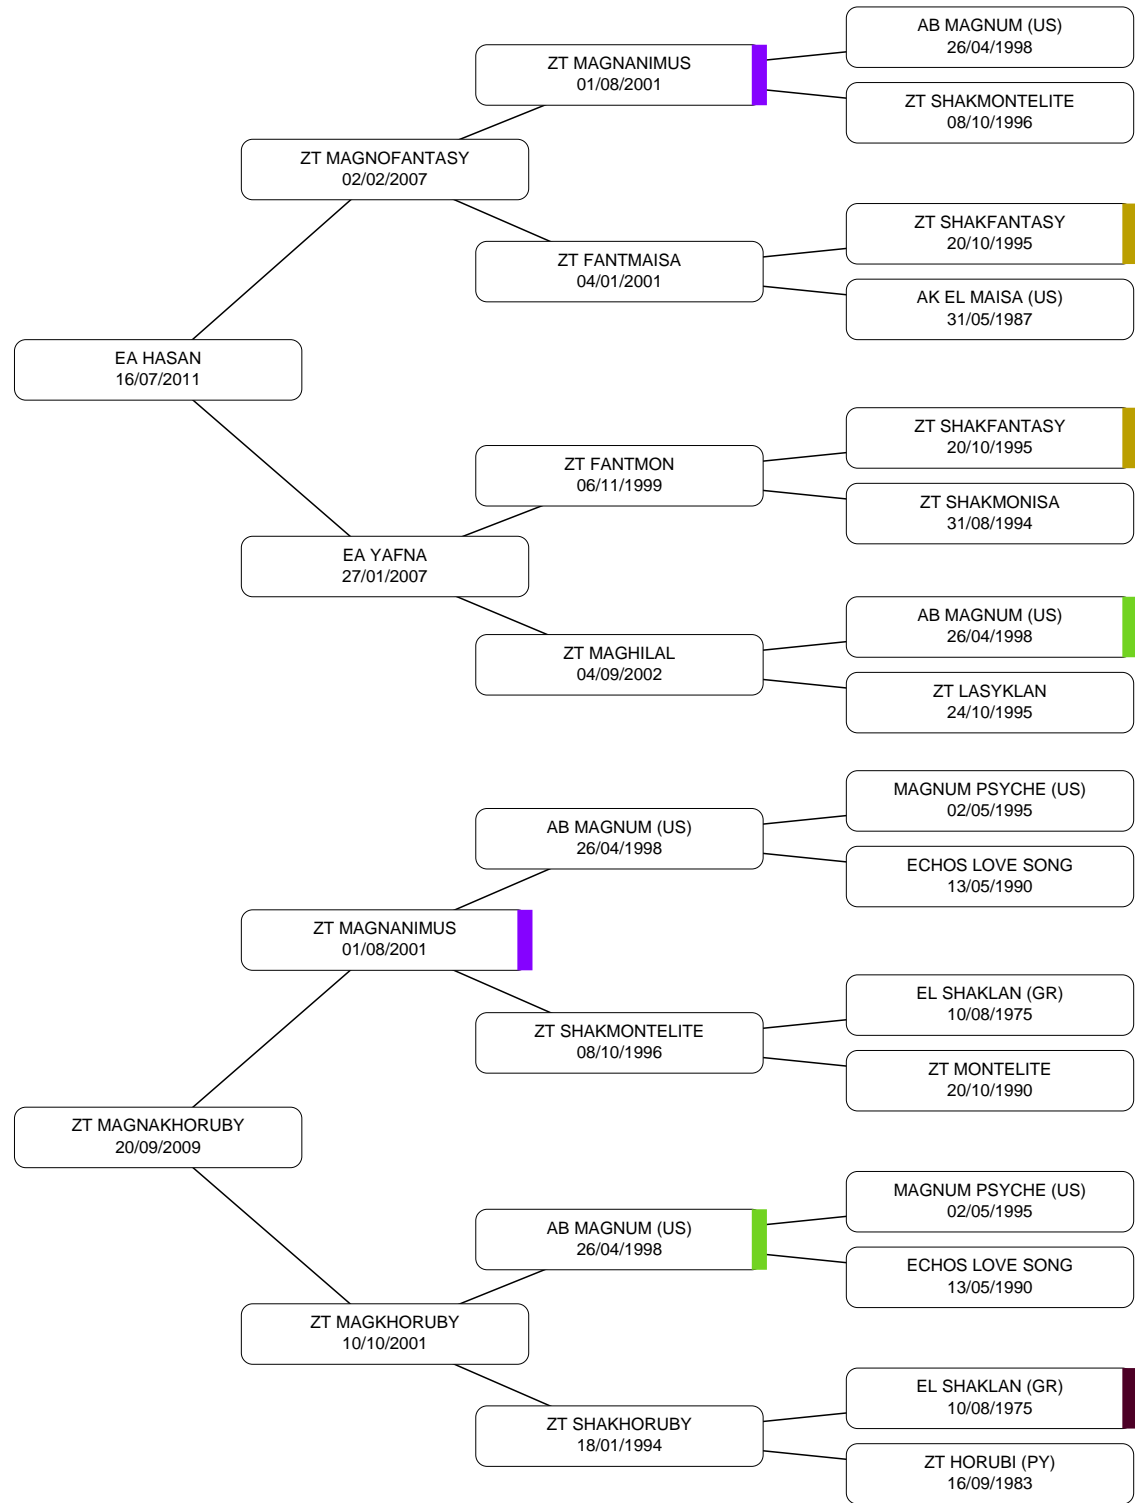 AB MAGNUM (US)
26/04/1998
ZT MAGNANIMUS
01/08/2001
ZT SHAKMONTELITE
08/10/1996
ZT MAGNOFANTASY
02/02/2007
ZT SHAKFANTASY
20/10/1995
ZT FANTMAISA
04/01/2001
AK EL MAISA (US)
31/05/1987
EA HASAN
16/07/2011
ZT SHAKFANTASY
20/10/1995
ZT FANTMON
06/11/1999
ZT SHAKMONISA
31/08/1994
EA YAFNA
27/01/2007
AB MAGNUM (US)
26/04/1998
ZT MAGHILAL
04/09/2002
ZT LASYKLAN
24/10/1995
MAGNUM PSYCHE (US)
02/05/1995
AB MAGNUM (US)
26/04/1998
ECHOS LOVE SONG
13/05/1990
ZT MAGNANIMUS
01/08/2001
EL SHAKLAN (GR)
10/08/1975
ZT SHAKMONTELITE
08/10/1996
ZT MONTELITE
20/10/1990
ZT MAGNAKHORUBY
20/09/2009
MAGNUM PSYCHE (US)
02/05/1995
AB MAGNUM (US)
26/04/1998
ECHOS LOVE SONG
13/05/1990
ZT MAGKHORUBY
10/10/2001
EL SHAKLAN (GR)
10/08/1975
ZT SHAKHORUBY
18/01/1994
ZT HORUBI (PY)
16/09/1983